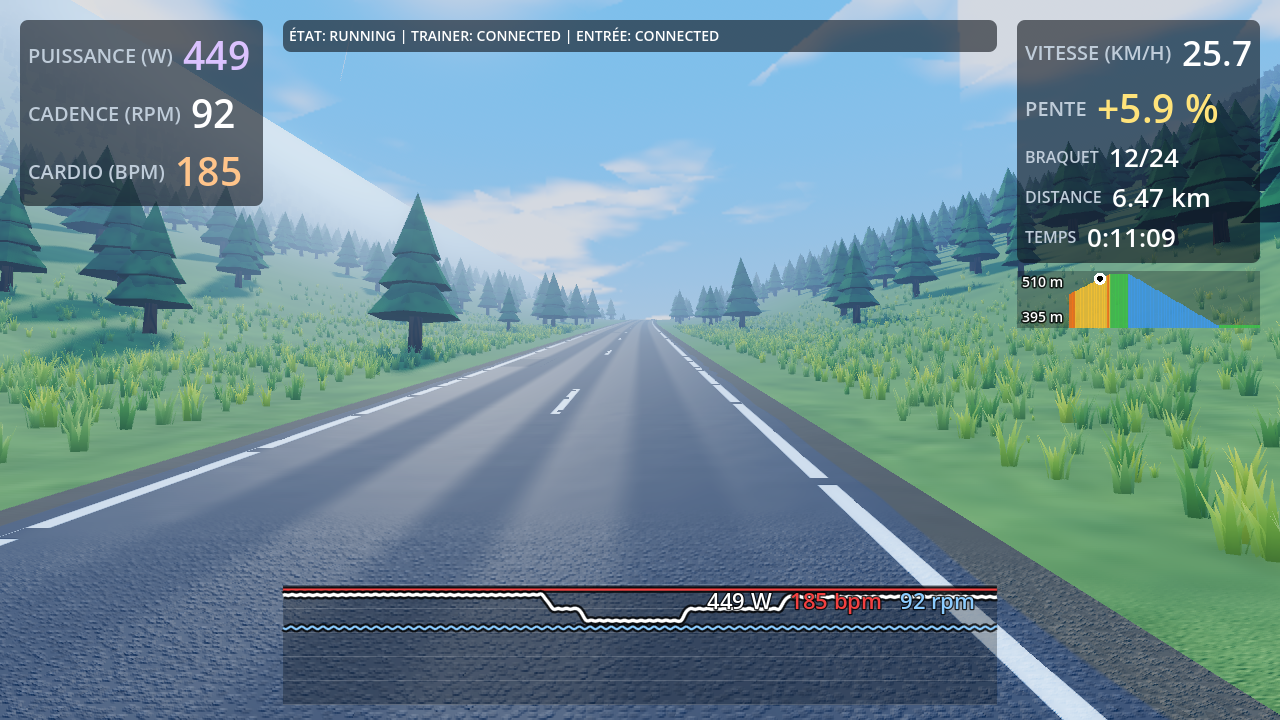 PUISSANCE (W) 449
CADENCE (RPM) 92
CARDIO (BPM) 185
ÉTAT: RUNNING | TRAINER: CONNECTED | ENTRÉE: CONNECTED
VITESSE (KM/H) 25.7
PENTE +5.9 %
BRAQUET 12/24
DISTANCE 6.47 km
TEMPS 0:11:09
510 m
395 m
449 W 185 bpm 92 rpm